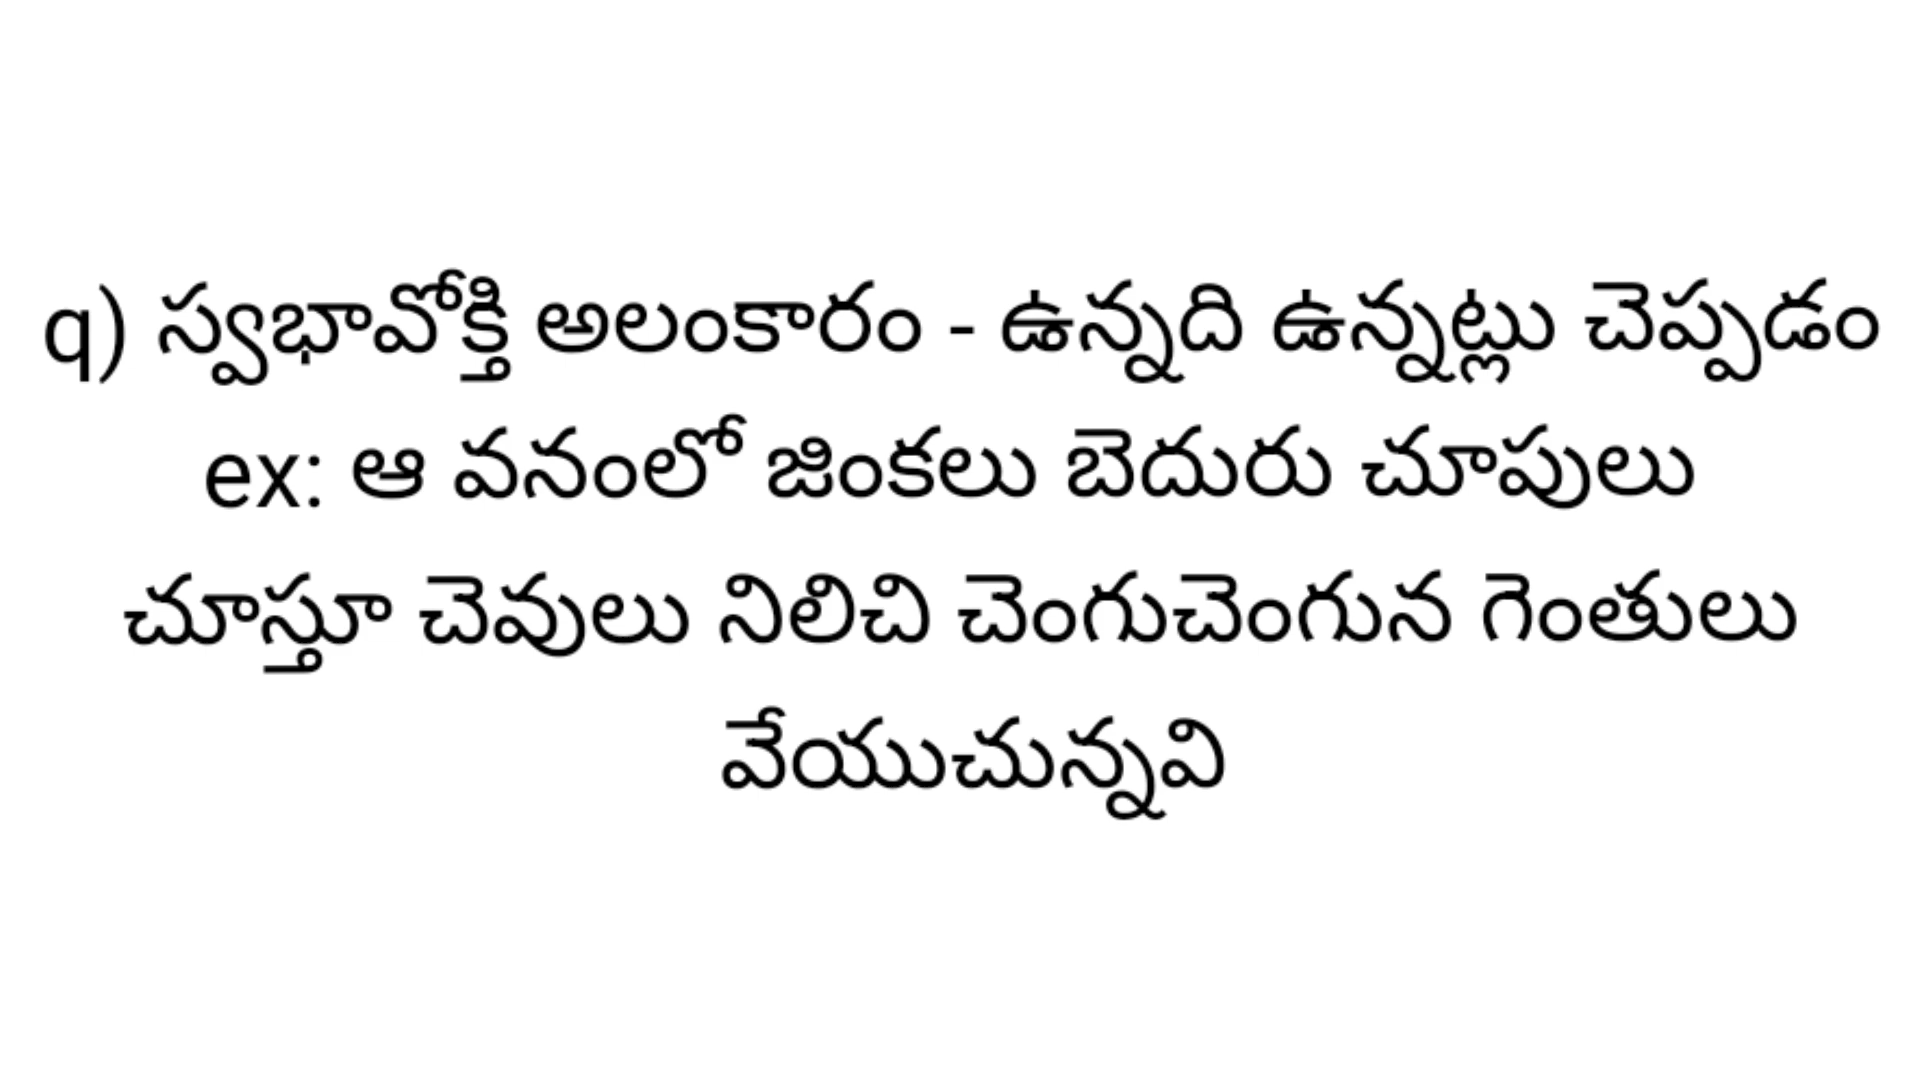 q) స్వభావోక్తి అలంకారం - ఉన్నది ఉన్నట్లు చెప్పడం
ex: ఆ వనంలో జింకలు బెదురు చూపులు
చూస్తూ చెవులు నిలిచి చెంగుచెంగున గెంతులు
వేయుచున్నవి